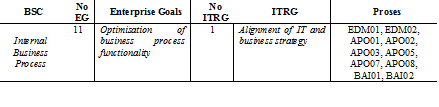 BSC No EG Enterprise Goals No ITRG ITRG Proses
Internal Business Process 11 Optimisation of business process functionality 1 Alignment of IT and business strategy EDM01, EDM02,
APO01, APO02,
APO03, APO05,
APO07, APO08,
BAI01, BAI02